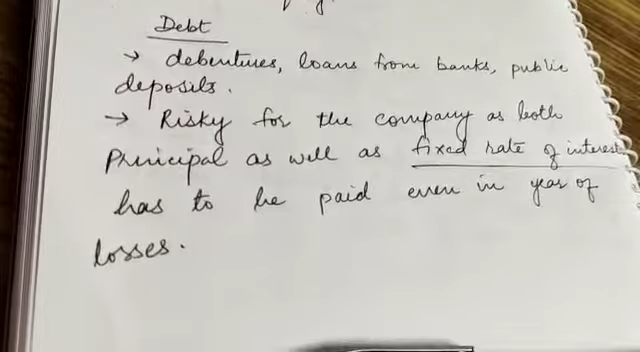 Debt
→ debentures, loans from banks, public
deposits.
→ Risky for the company as both
Principal as well as fixed rate of interest
has to be paid even in year of
losses.